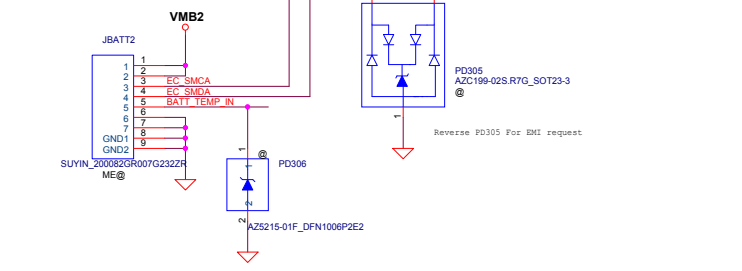 VMB2
JBATT2
1
1
2
2
3
3
EC_SMCA
4
4
EC_SMDA
5
5
BATT_TEMP_IN
6
6
7
7
GND1
8
GND2
9
SUYIN_200082GR007G232ZR
ME@
PD305
AZC199-02S.R7G_SOT23-3
@
1
Reverse PD305 For EMI request
1
@
1
PD306
2
2
AZ5215-01F_DFN1006P2E2